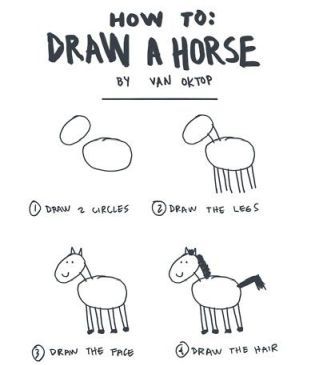 HOW TO:
DRAW A HORSE
BY VAN OKTOP
① DRAW 2 CIRCLES
② DRAW THE LEGS
③ DRAW THE FACE
④ DRAW THE HAIR